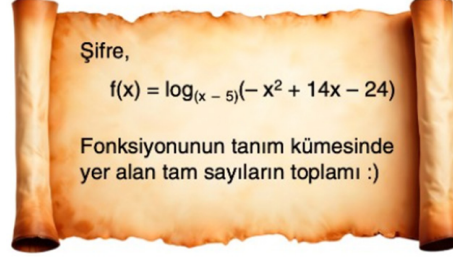 Şifre,
f(x) = log₍ₓ ₋ ₅₎(– x² + 14x – 24)
Fonksiyonunun tanım kümesinde
yer alan tam sayıların toplamı :)